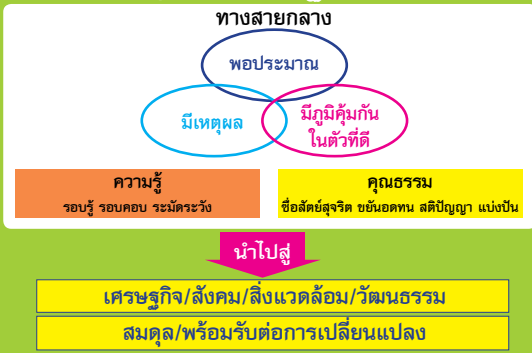 ทางสายกลาง
พอประมาณ
มีเหตุผล
มีภูมิคุ้มกัน
ในตัวที่ดี
ความรู้
รอบรู้ รอบคอบ ระมัดระวัง
คุณธรรม
ซื่อสัตย์สุจริต ขยันอดทน สติปัญญา แบ่งปัน
นำไปสู่
เศรษฐกิจ/สังคม/สิ่งแวดล้อม/วัฒนธรรม
สมดุล/พร้อมรับต่อการเปลี่ยนแปลง